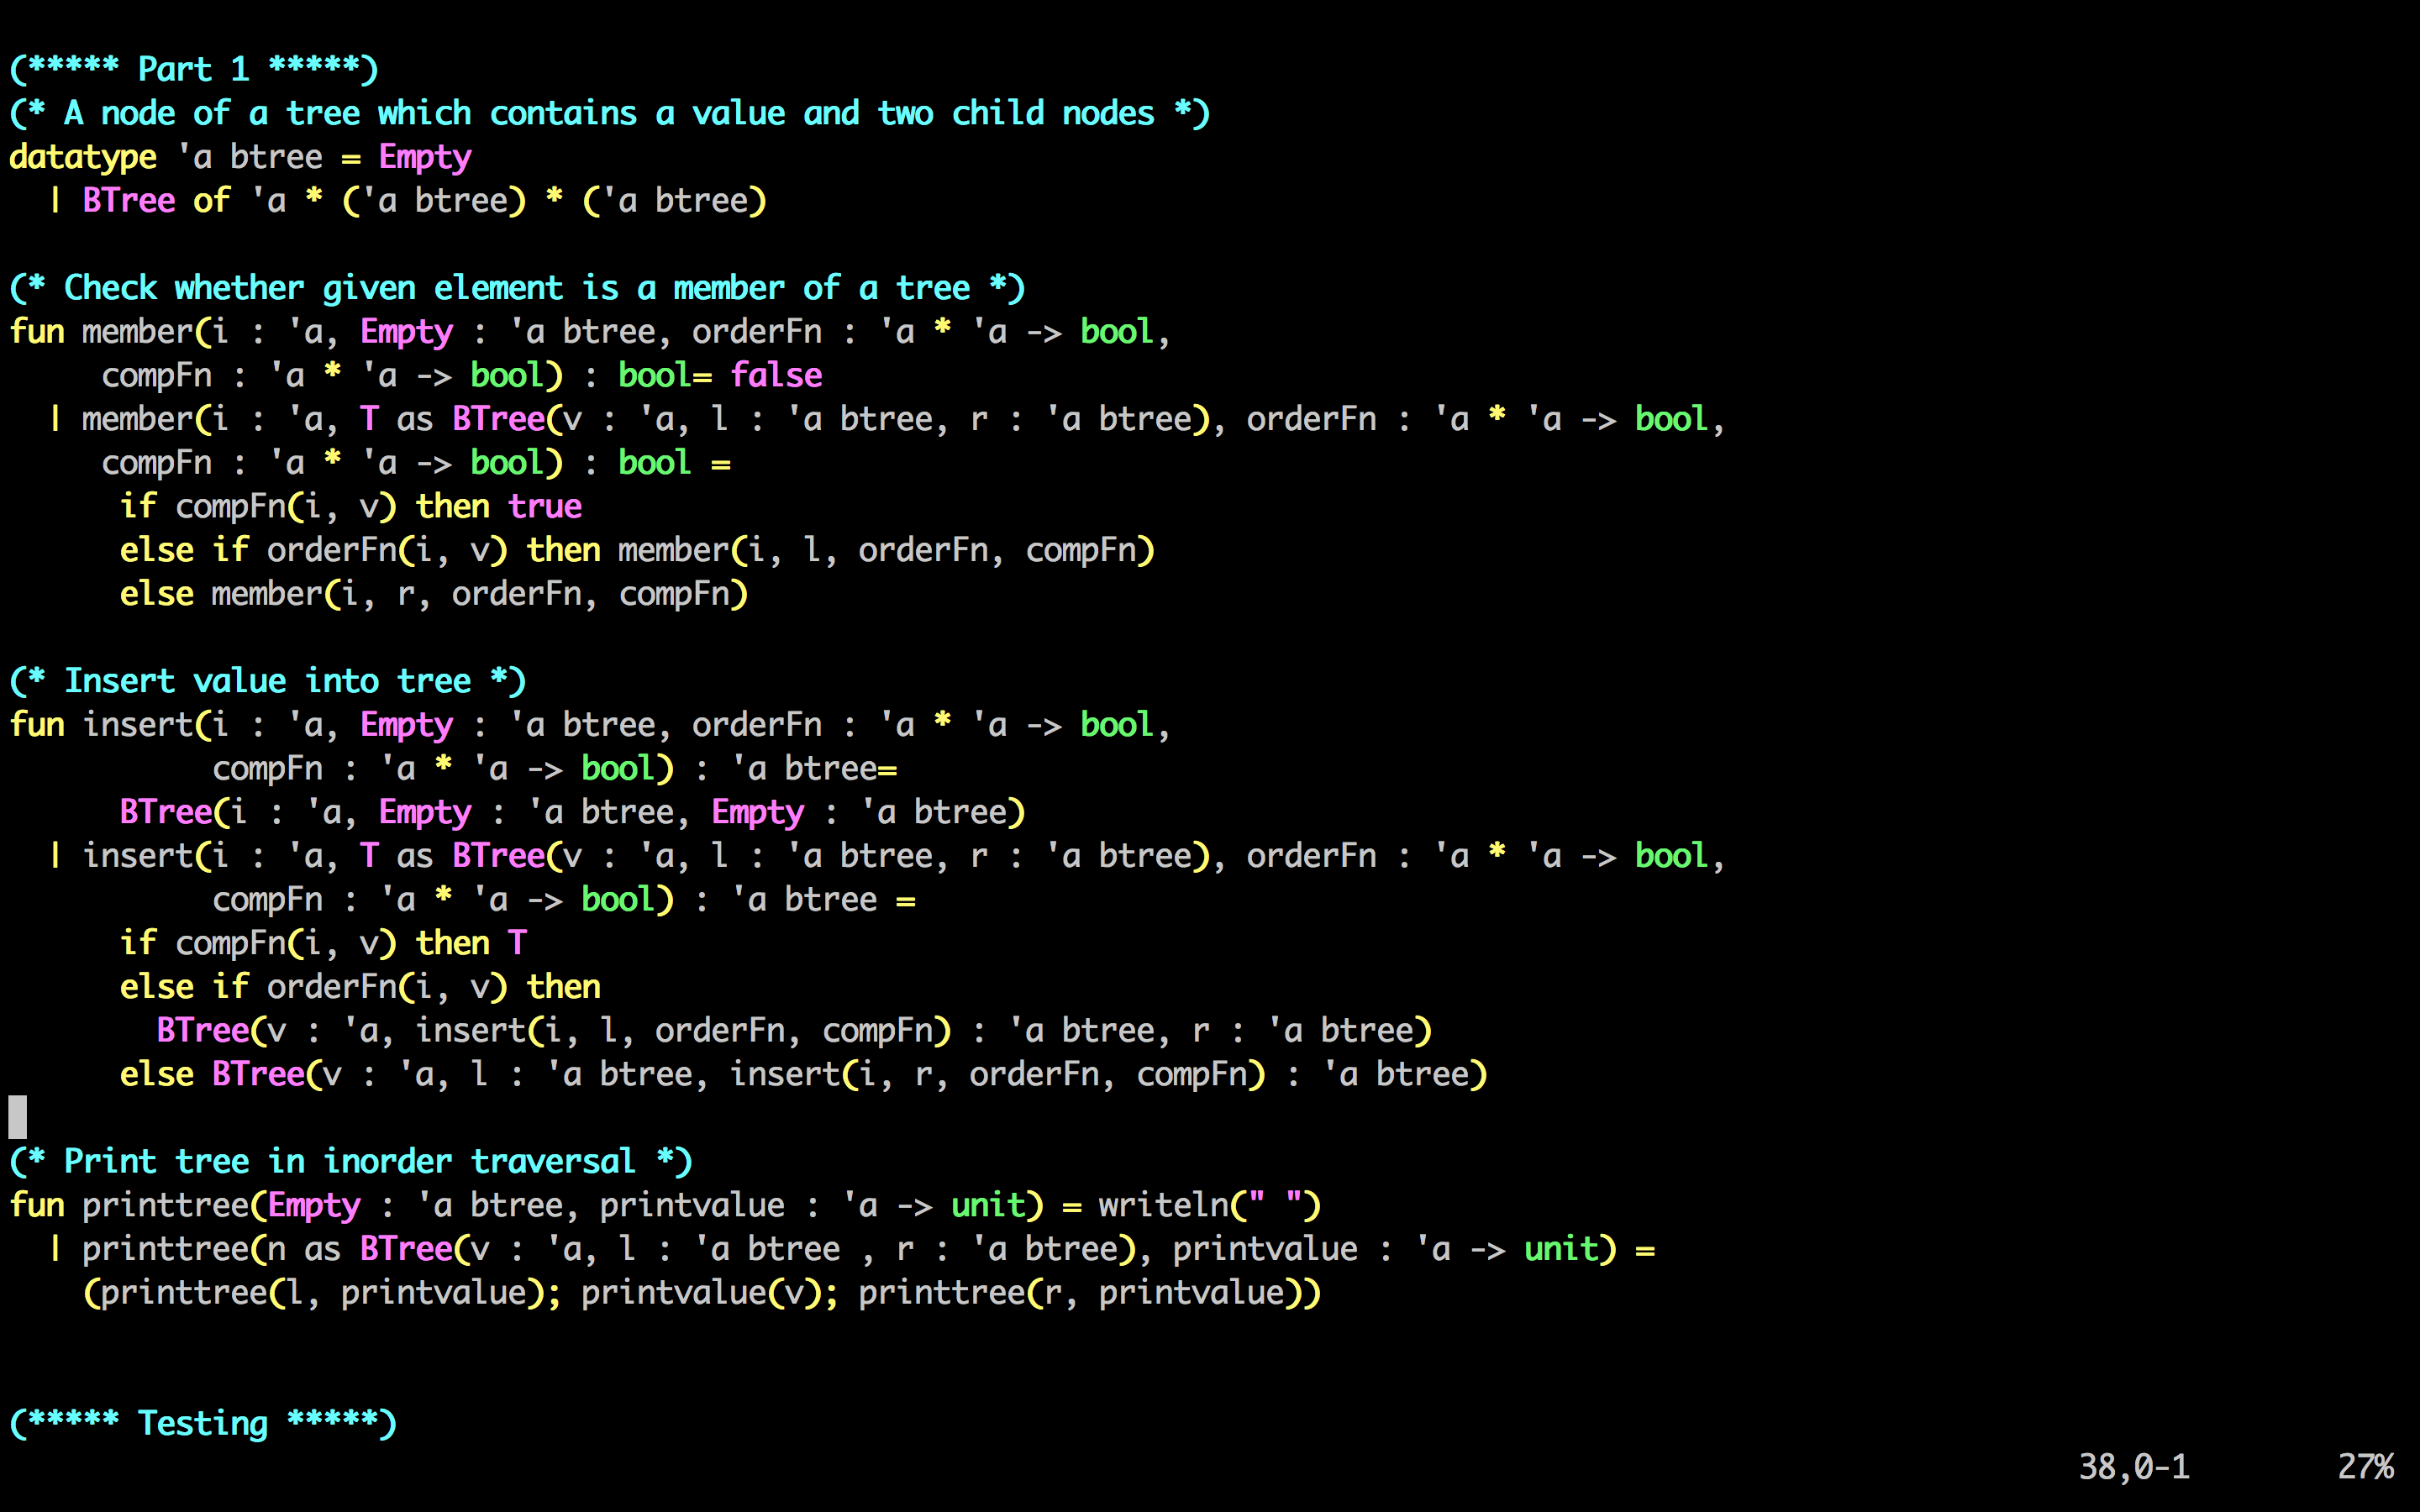 (***** Part 1 *****)
(* A node of a tree which contains a value and two child nodes *)
datatype 'a btree = Empty
  | BTree of 'a * ('a btree) * ('a btree)

(* Check whether given element is a member of a tree *)
fun member(i : 'a, Empty : 'a btree, orderFn : 'a * 'a -> bool,
     compFn : 'a * 'a -> bool) : bool= false
  | member(i : 'a, T as BTree(v : 'a, l : 'a btree, r : 'a btree), orderFn : 'a * 'a -> bool,
     compFn : 'a * 'a -> bool) : bool =
      if compFn(i, v) then true
      else if orderFn(i, v) then member(i, l, orderFn, compFn)
      else member(i, r, orderFn, compFn)

(* Insert value into tree *)
fun insert(i : 'a, Empty : 'a btree, orderFn : 'a * 'a -> bool,
           compFn : 'a * 'a -> bool) : 'a btree=
      BTree(i : 'a, Empty : 'a btree, Empty : 'a btree)
  | insert(i : 'a, T as BTree(v : 'a, l : 'a btree, r : 'a btree), orderFn : 'a * 'a -> bool,
           compFn : 'a * 'a -> bool) : 'a btree =
      if compFn(i, v) then T
      else if orderFn(i, v) then
        BTree(v : 'a, insert(i, l, orderFn, compFn) : 'a btree, r : 'a btree)
      else BTree(v : 'a, l : 'a btree, insert(i, r, orderFn, compFn) : 'a btree)

(* Print tree in inorder traversal *)
fun printtree(Empty : 'a btree, printvalue : 'a -> unit) = writeln(" ")
  | printtree(n as BTree(v : 'a, l : 'a btree , r : 'a btree), printvalue : 'a -> unit) =
    (printtree(l, printvalue); printvalue(v); printtree(r, printvalue))

(***** Testing *****)
38,0-1 27%